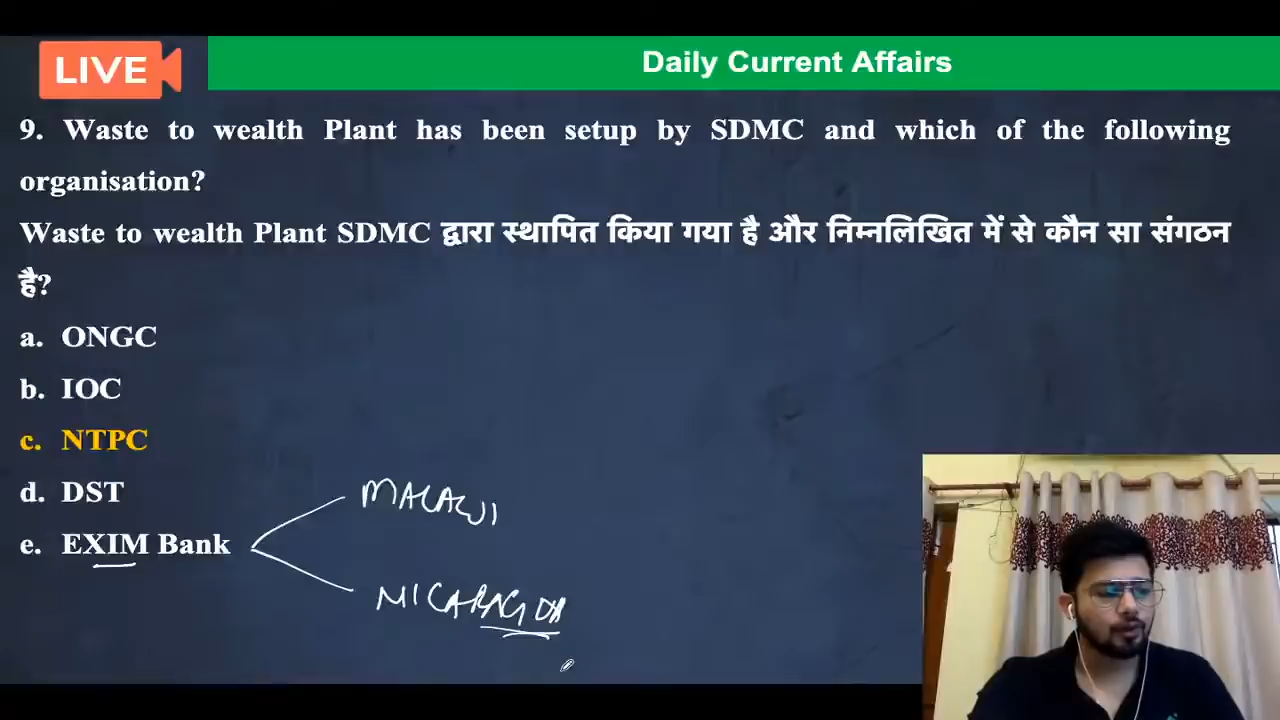 LIVE
Daily Current Affairs
9. Waste to wealth Plant has been setup by SDMC and which of the following
organisation?
Waste to wealth Plant SDMC द्वारा स्थापित किया गया है और निम्नलिखित में से कौन सा संगठन
है?
a. ONGC
b. IOC
c. NTPC
d. DST
MALAWI
e. EXIM Bank
NICARAGUA